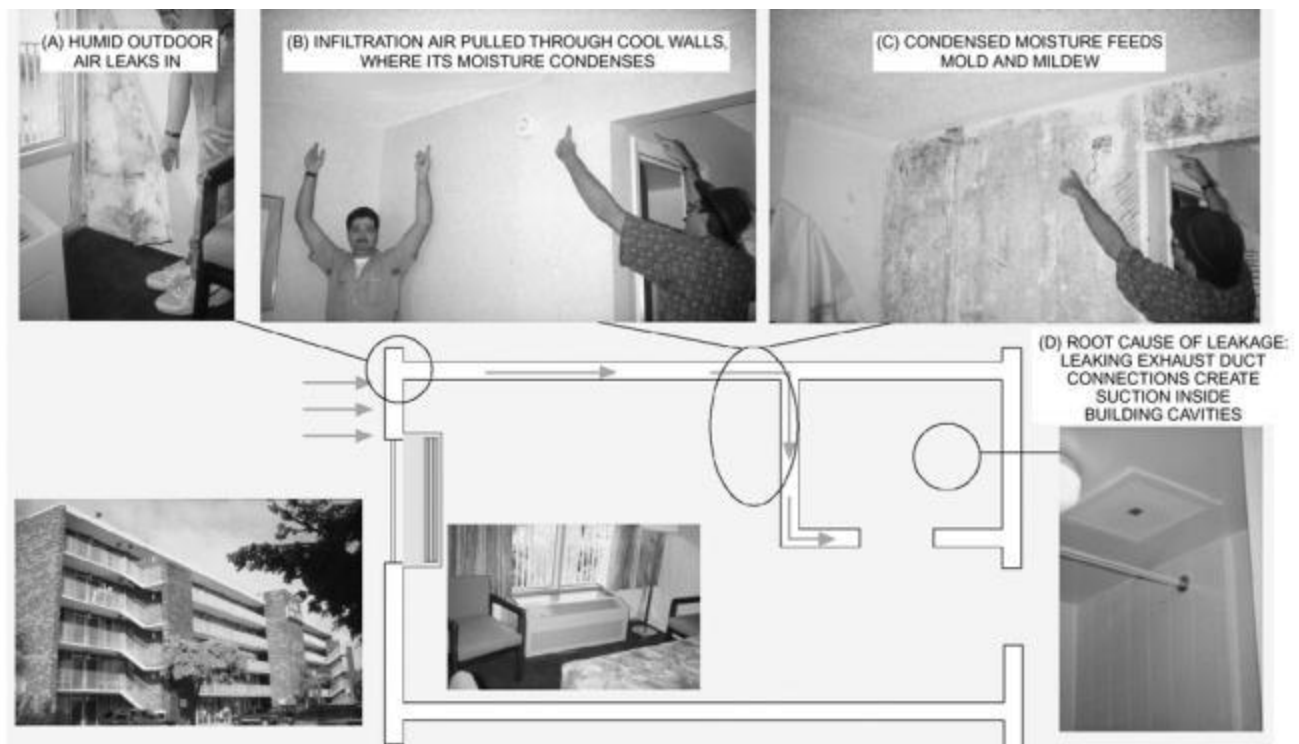 (A) HUMID OUTDOOR
AIR LEAKS IN
(B) INFILTRATION AIR PULLED THROUGH COOL WALLS,
WHERE ITS MOISTURE CONDENSES
(C) CONDENSED MOISTURE FEEDS
MOLD AND MILDEW
(D) ROOT CAUSE OF LEAKAGE:
LEAKING EXHAUST DUCT
CONNECTIONS CREATE
SUCTION INSIDE
BUILDING CAVITIES